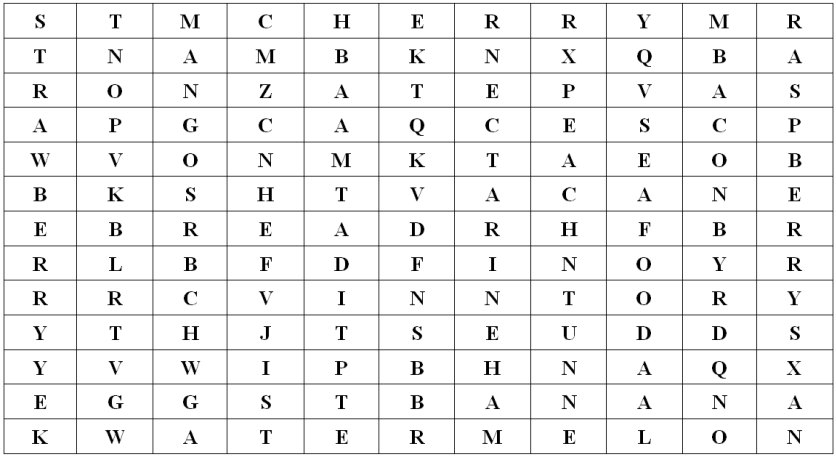 S T M C H E R R Y M R
T N A M B K N X Q B A
R O N Z A T E P V A S
A P G C A Q C E S C P
W V O N M K T A E O B
B K S H T V A C A N E
E B R E A D R H F B R
R L B F D F I N O Y R
R R C V I N N T O R Y
Y T H J T S E U D D S
Y V W I P B H N A Q X
E G G S T B A N A N A
K W A T E R M E L O N